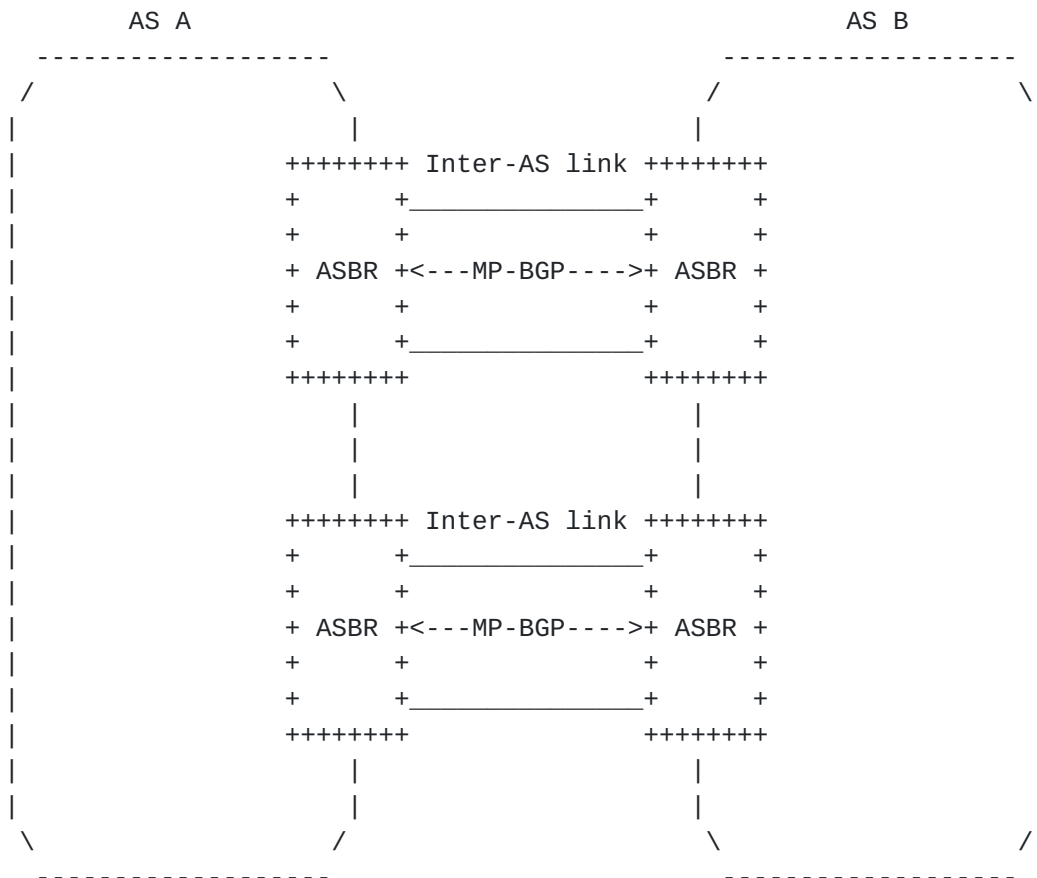 AS A AS B
Inter-AS link
ASBR <---MP-BGP----> ASBR
Inter-AS link
ASBR <---MP-BGP----> ASBR